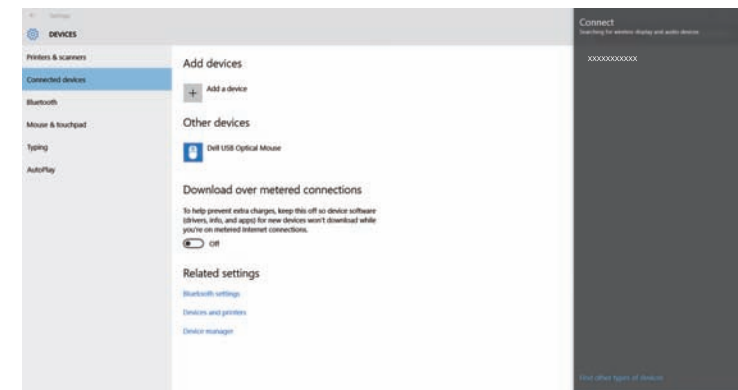 Settings
DEVICES
Printers & scanners
Connected devices
Bluetooth
Mouse & touchpad
Typing
AutoPlay
Add devices
Add a device
Other devices
Dell USB Optical Mouse
Download over metered connections
To help prevent extra charges, keep this off so device software
(drivers, info, and apps) for new devices won't download while
you're on metered Internet connections.
Off
Related settings
Bluetooth settings
Devices and printers
Device manager
Connect
Searching for wireless display and audio devices
xxxxxxxxxxx
Find other types of devices